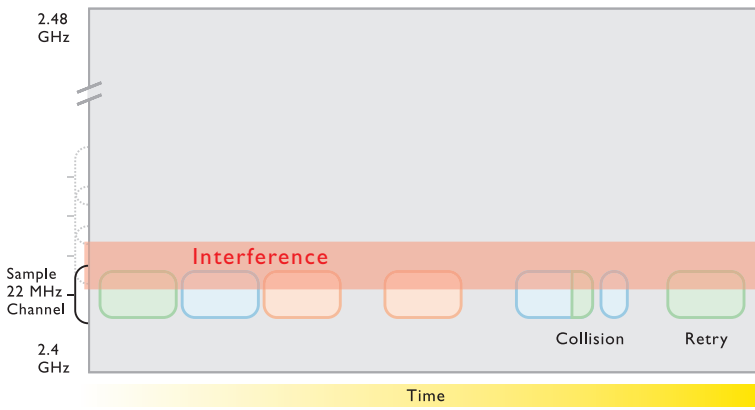 2.48
GHz
Interference
Sample
22 MHz
Channel
Collision
Retry
2.4
GHz
Time